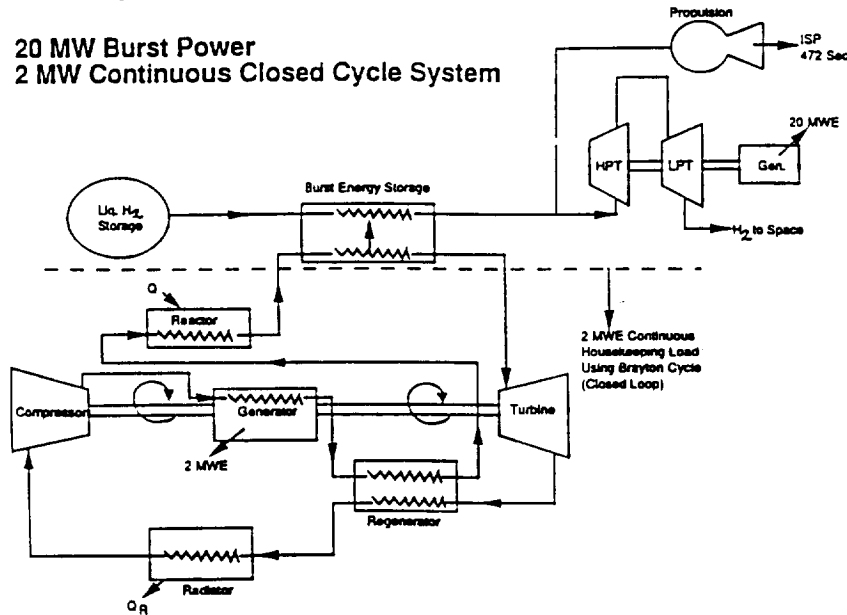 20 MW Burst Power
2 MW Continuous Closed Cycle System
Propulsion
ISP
472 Sec
20 MWE
HPT
LPT
Gen.
H2 to Space
Burst Energy Storage
Liq. H2
Storage
Q
Reactor
2 MWE Continuous
Housekeeping Load
Using Brayton Cycle
(Closed Loop)
Compressor
Generator
Turbine
2 MWE
Regenerator
Radiator
QR